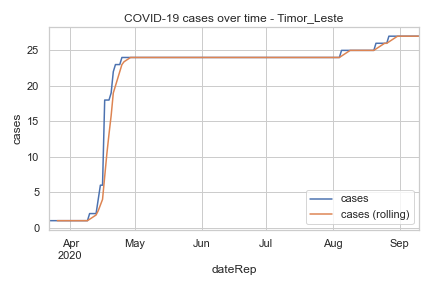 COVID-19 cases over time - Timor_Leste
cases
25
20
15
10
5
0
cases
cases (rolling)
Apr
2020
May
Jun
Jul
Aug
Sep
dateRep